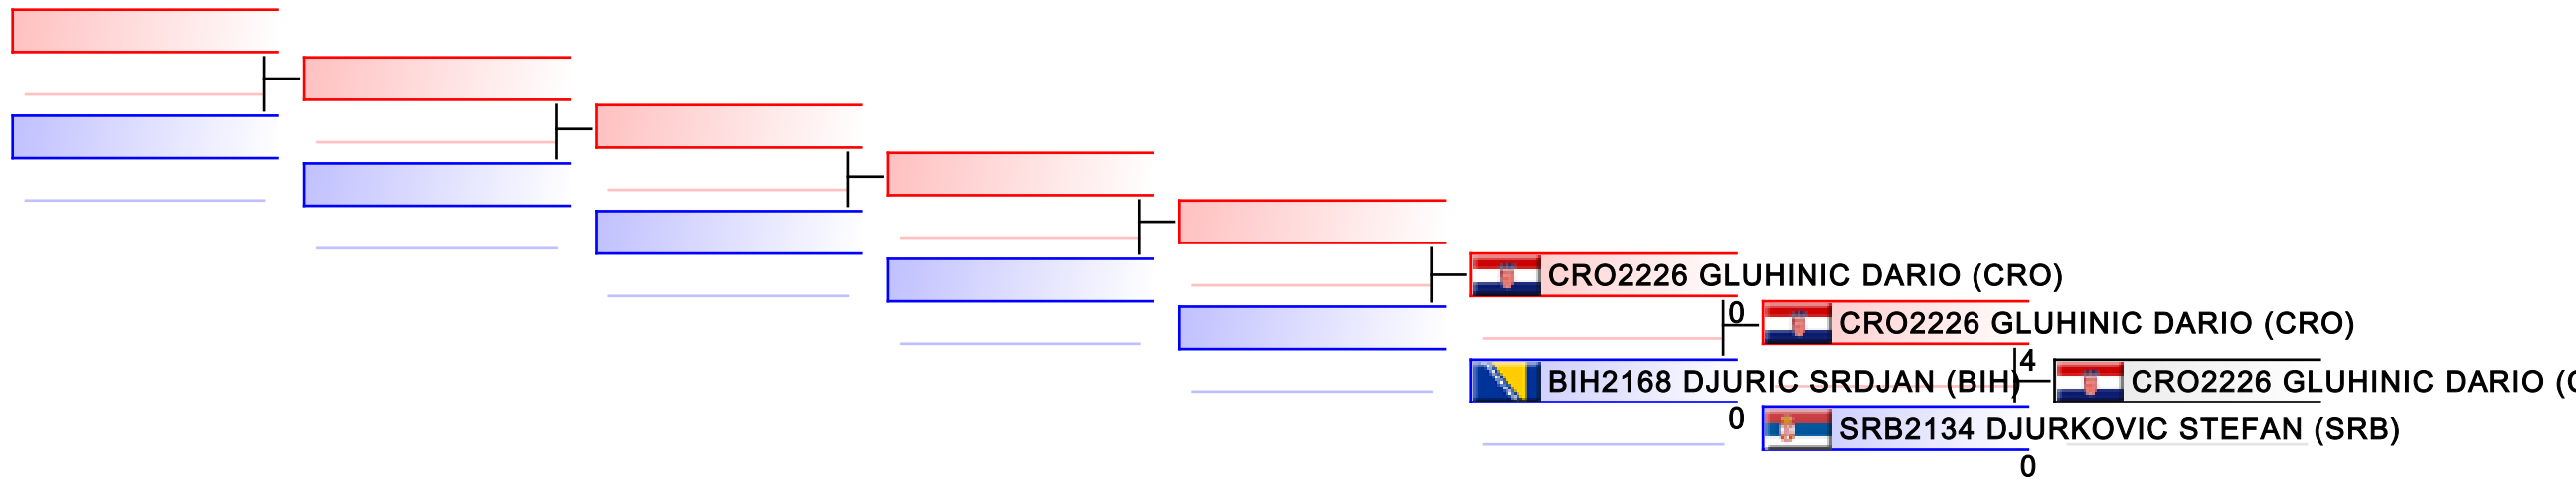 CRO2226 GLUHINIC DARIO (CRO)
0
CRO2226 GLUHINIC DARIO (CRO)
4
BIH2168 DJURIC SRDJAN (BIH)
CRO2226 GLUHINIC DARIO (
0
SRB2134 DJURKOVIC STEFAN (SRB)
0